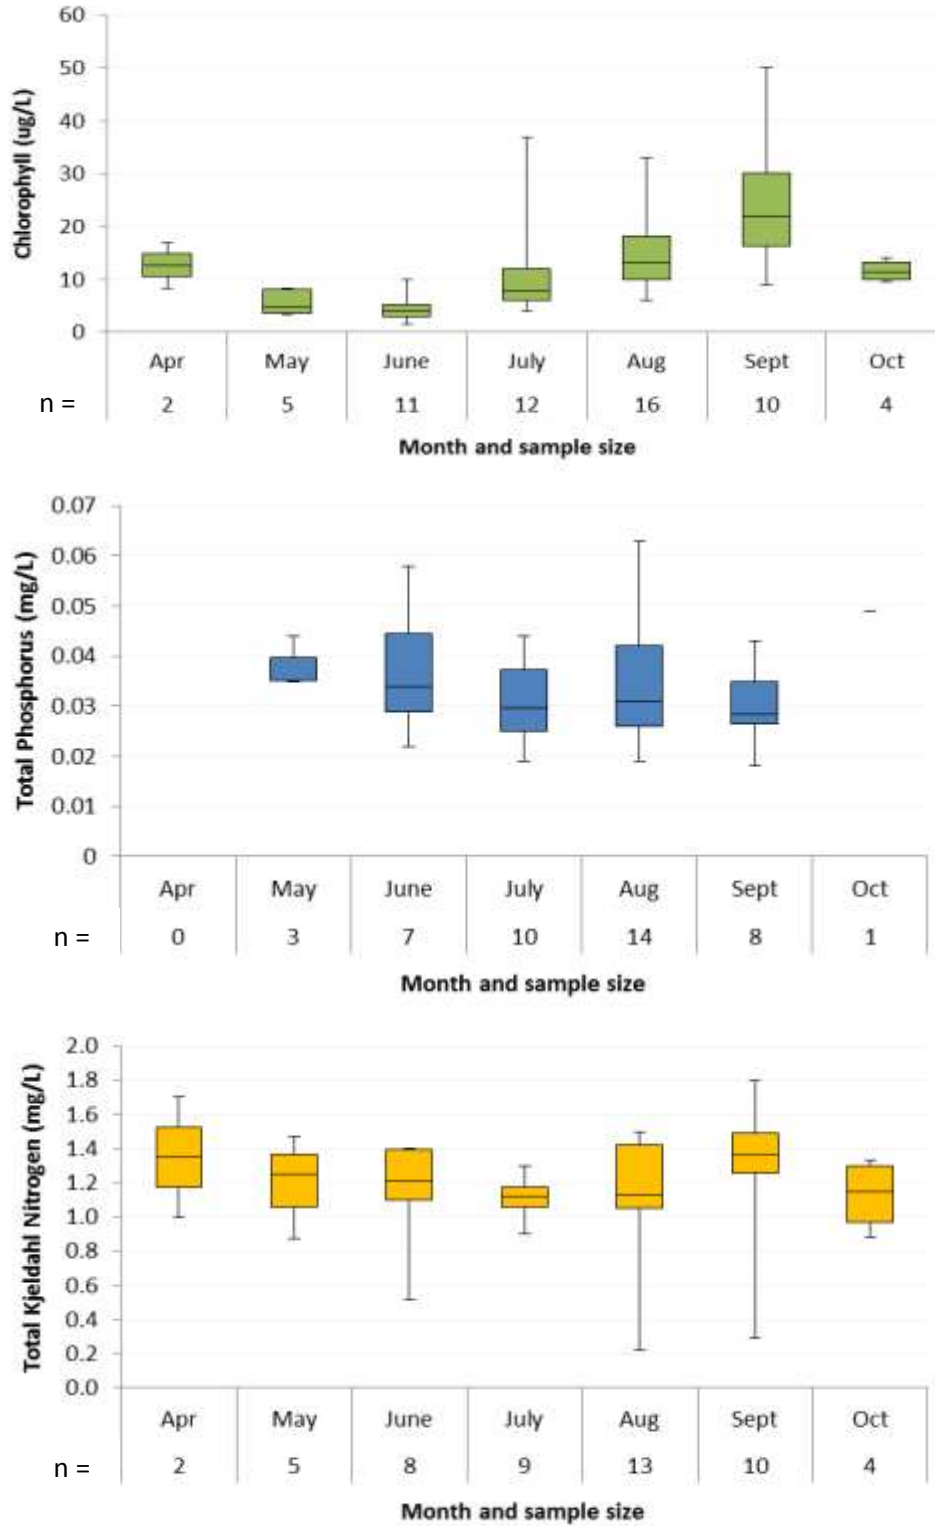 60
50
40
30
20
10
0
Chlorophyll (ug/L)
Apr May June July Aug Sept Oct
n = 2 5 11 12 16 10 4
Month and sample size
0.07
0.06
0.05
0.04
0.03
0.02
0.01
0
Total Phosphorus (mg/L)
Apr May June July Aug Sept Oct
n = 0 3 7 10 14 8 1
Month and sample size
2.0
1.8
1.6
1.4
1.2
1.0
0.8
0.6
0.4
0.2
0.0
Total Kjeldahl Nitrogen (mg/L)
Apr May June July Aug Sept Oct
n = 2 5 8 9 13 10 4
Month and sample size